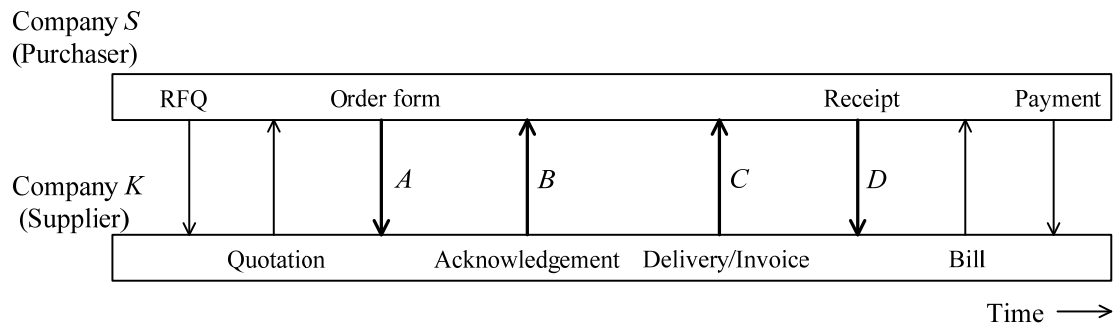 Company S
(Purchaser)
RFQ Order form Receipt Payment
A B C D
Company K
(Supplier)
Quotation Acknowledgement Delivery/Invoice Bill
Time